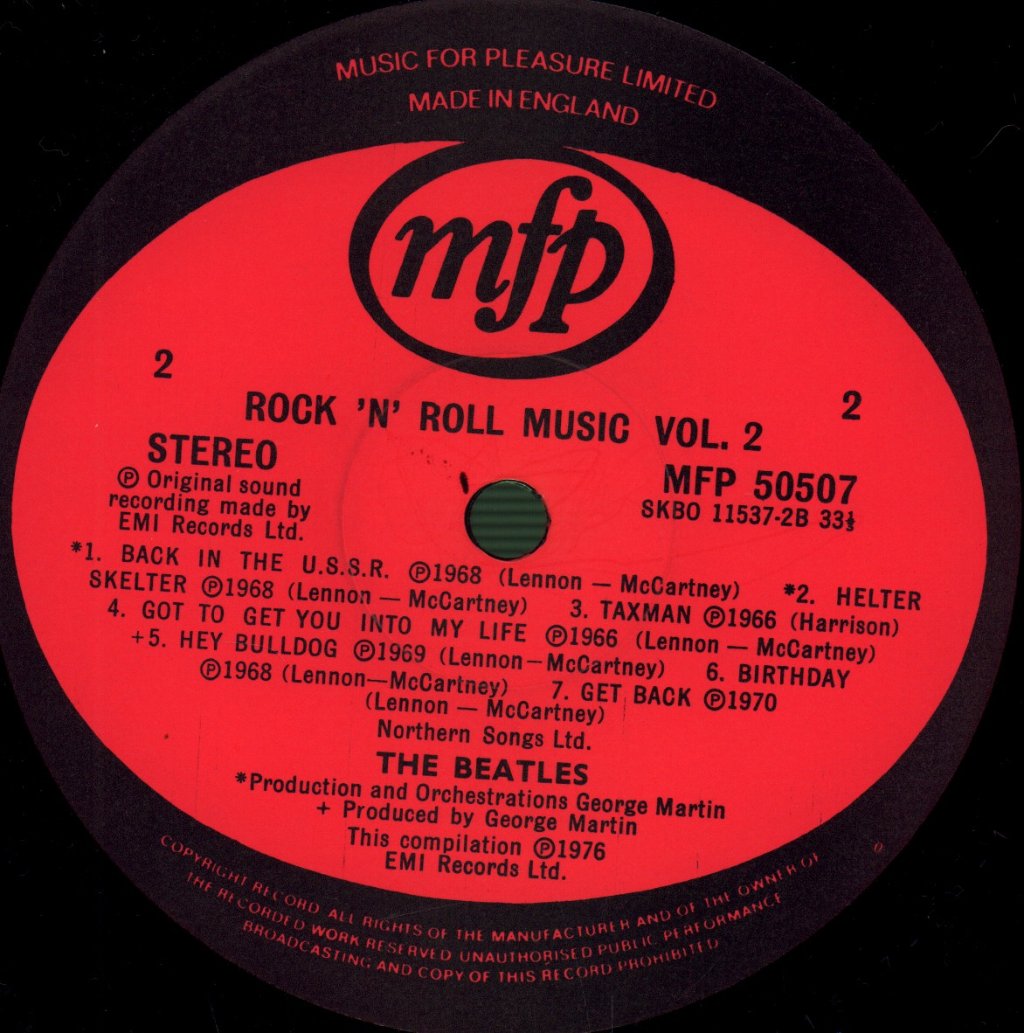 MUSIC FOR PLEASURE LIMITED
MADE IN ENGLAND
mfp
2
2
ROCK 'N' ROLL MUSIC VOL. 2
STEREO
MFP 50507
℗ Original sound
recording made by
EMI Records Ltd.
SKBO 11537-2B 33⅓
*1. BACK IN THE U.S.S.R. ℗1968 (Lennon — McCartney) *2. HELTER
SKELTER ℗1968 (Lennon — McCartney) 3. TAXMAN ℗1966 (Harrison)
4. GOT TO GET YOU INTO MY LIFE ℗1966 (Lennon — McCartney)
+5. HEY BULLDOG ℗1969 (Lennon — McCartney) 6. BIRTHDAY
℗1968 (Lennon—McCartney) 7. GET BACK ℗1970
(Lennon — McCartney)
Northern Songs Ltd.
THE BEATLES
*Production and Orchestrations George Martin
+ Produced by George Martin
This compilation ℗1976
EMI Records Ltd.
COPYRIGHT RECORD ALL RIGHTS OF THE MANUFACTURER AND OF THE OWNER OF
THE RECORDED WORK RESERVED UNAUTHORISED PUBLIC PERFORMANCE
BROADCASTING AND COPY OF THIS RECORD PROHIBITED